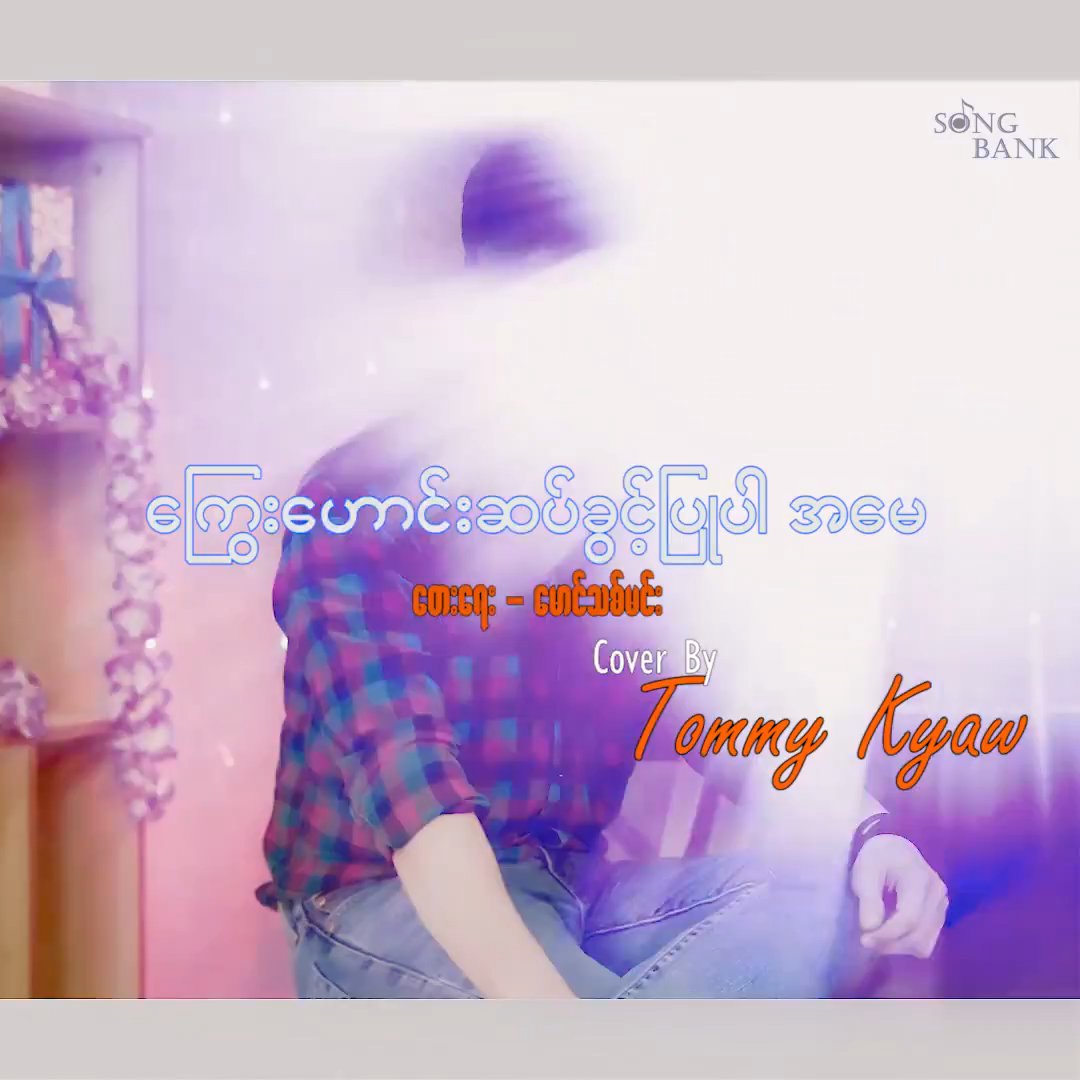 SONG
BANK
ကြွေးဟောင်းဆပ်ခွင့်ပြုပါ အမေ
တေးရေး – မောင်သစ်မင်း
Cover By
Tommy Kyaw